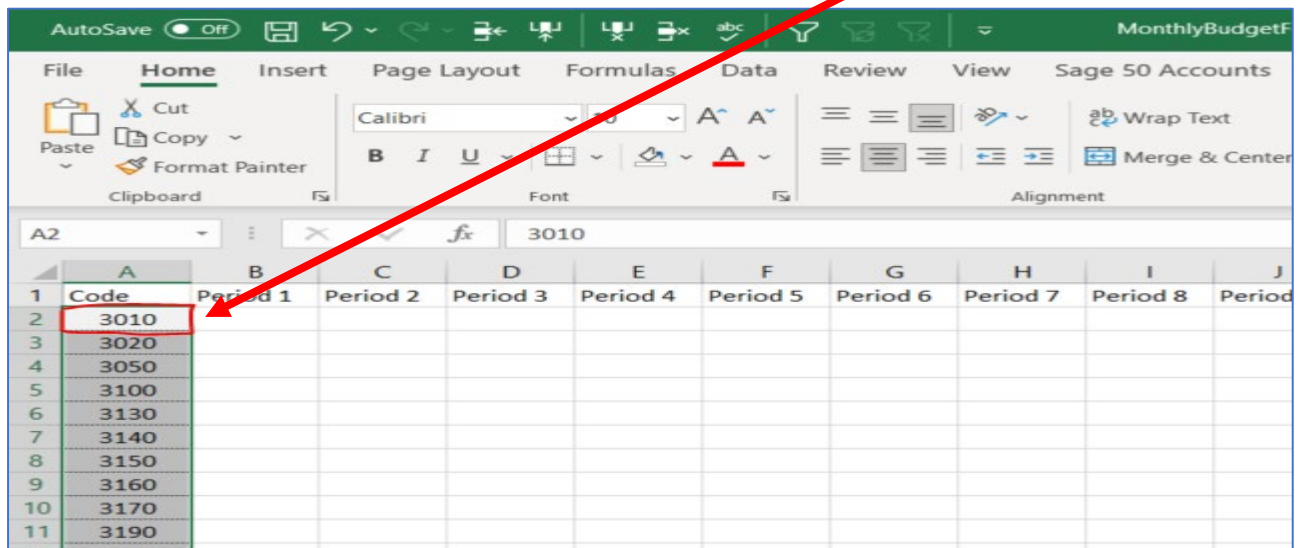 AutoSave Off abc MonthlyBudgetF
File Home Insert Page Layout Formulas Data Review View Sage 50 Accounts
Cut Calibri A^ A˅ ab Wrap Text
Copy
Paste
Format Painter B I U A Merge & Center
Clipboard Font Alignment
A2 fx 3010
A B C D E F G H I J
1 Code Period 1 Period 2 Period 3 Period 4 Period 5 Period 6 Period 7 Period 8 Period
2 3010
3 3020
4 3050
5 3100
6 3130
7 3140
8 3150
9 3160
10 3170
11 3190